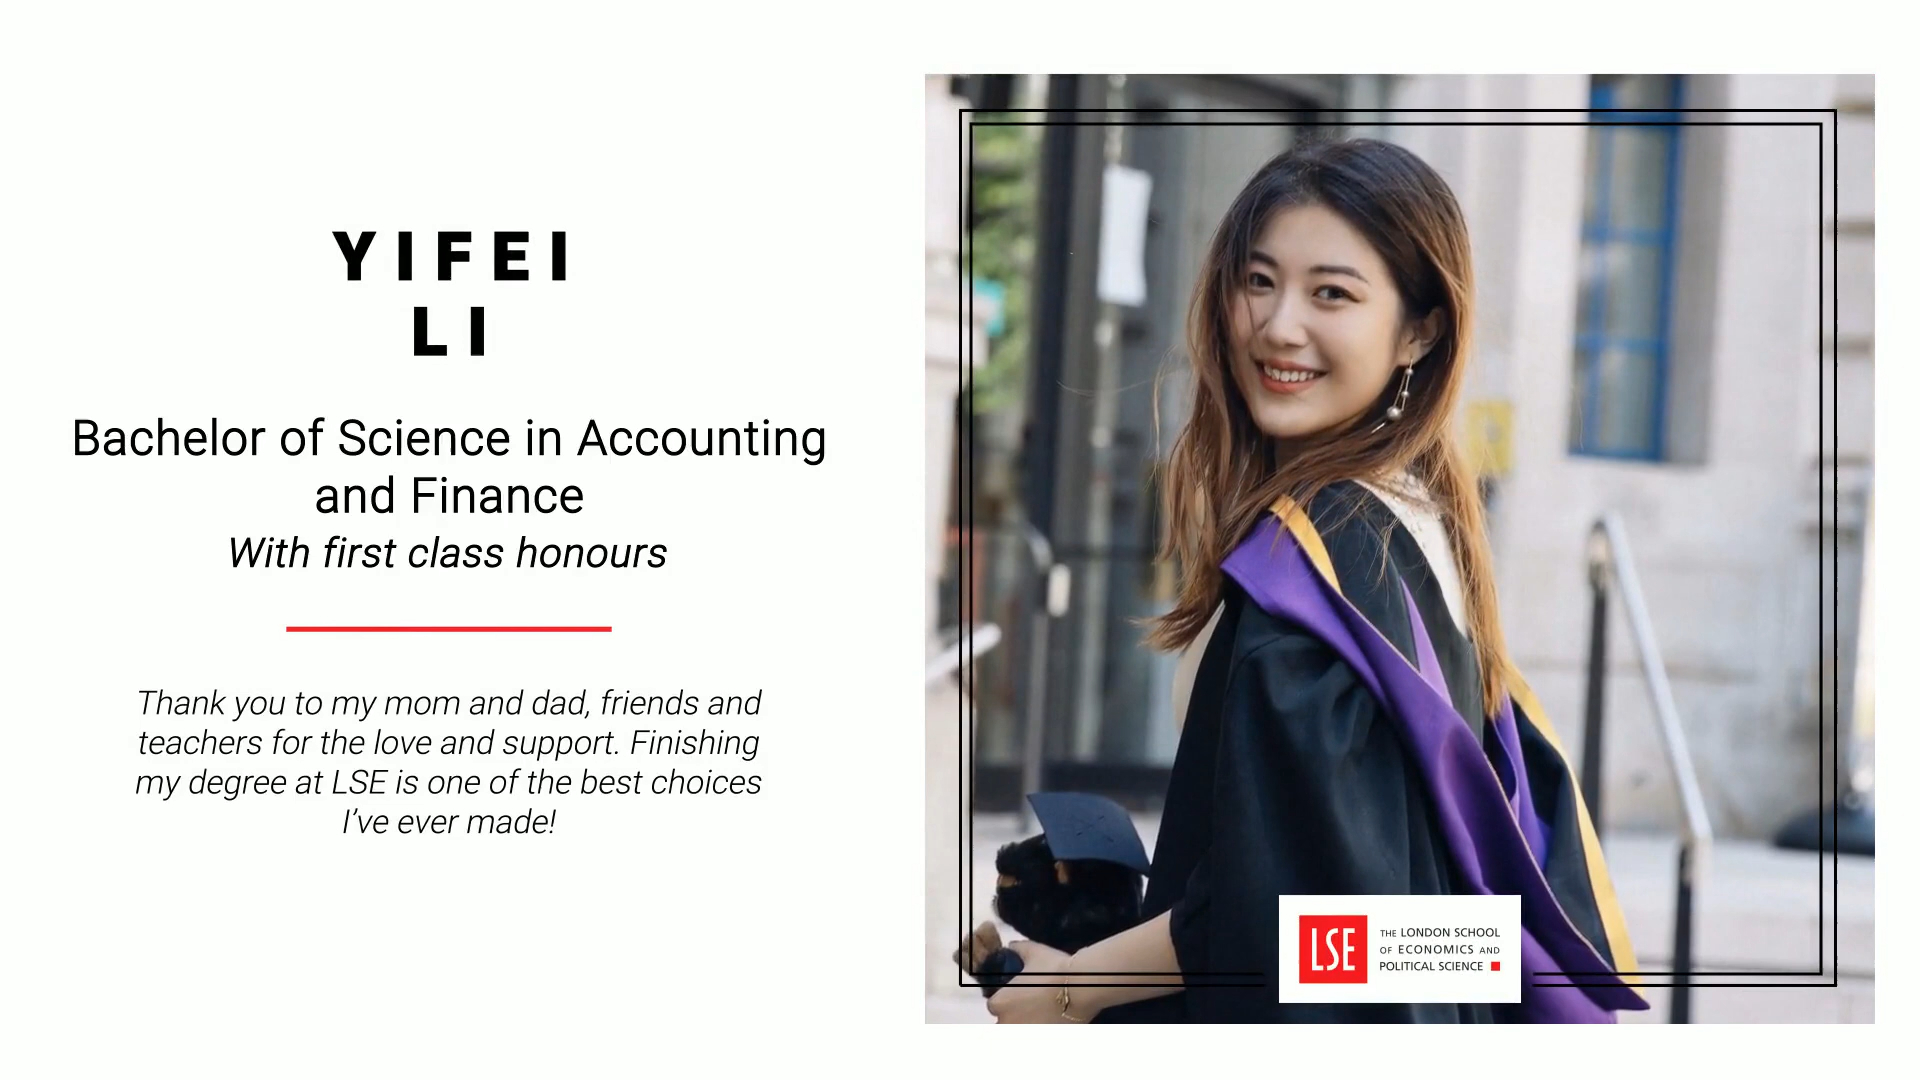 YIFEI
LI
Bachelor of Science in Accounting
and Finance
With first class honours
Thank you to my mom and dad, friends and
teachers for the love and support. Finishing
my degree at LSE is one of the best choices
I’ve ever made!
LSE
THE LONDON SCHOOL
OF ECONOMICS AND
POLITICAL SCIENCE